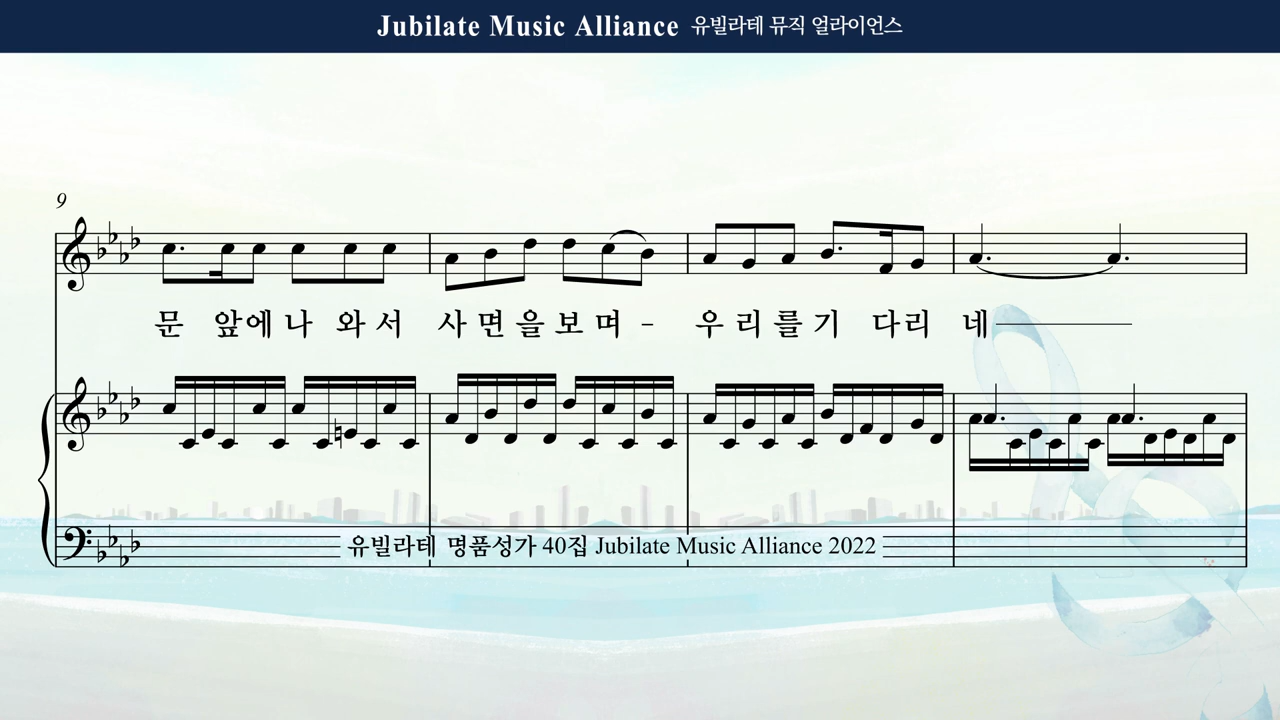 Jubilate Music Alliance 유빌라테 뮤직 얼라이언스
9
문 앞에 나 와 서 사 면 을 보 며 - 우 리 를 기 다 리 네
유빌라테 명품성가 40집 Jubilate Music Alliance 2022